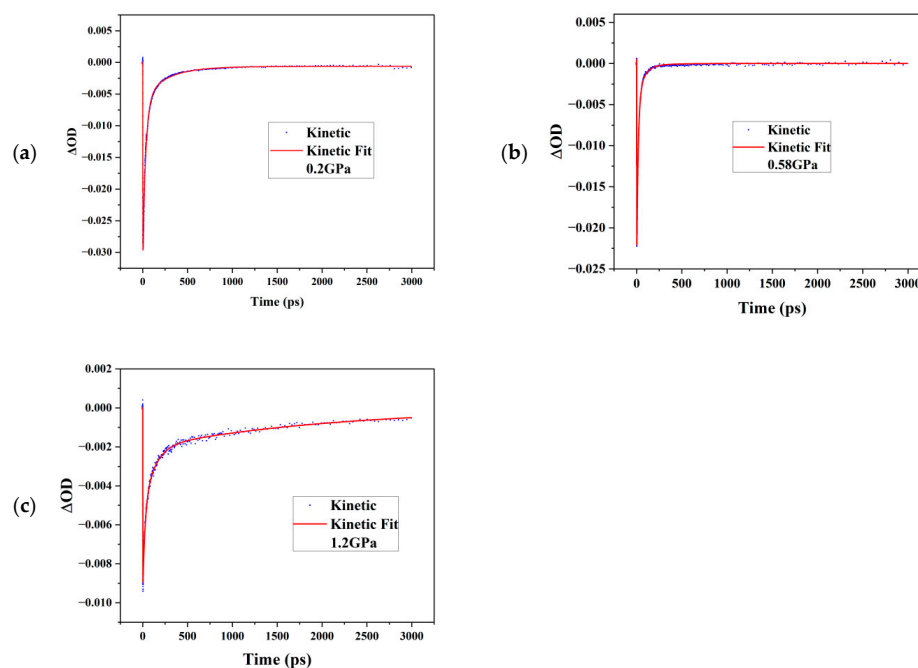 (a)
ΔOD
0.005
0.000
−0.005
−0.010
−0.015
−0.020
−0.025
−0.030
Kinetic
Kinetic Fit
0.2GPa
0 500 1000 1500 2000 2500 3000
Time (ps)
(b)
ΔOD
0.005
0.000
−0.005
−0.010
−0.015
−0.020
−0.025
Kinetic
Kinetic Fit
0.58GPa
0 500 1000 1500 2000 2500 3000
Time (ps)
(c)
ΔOD
0.002
0.000
−0.002
−0.004
−0.006
−0.008
−0.010
Kinetic
Kinetic Fit
1.2GPa
0 500 1000 1500 2000 2500 3000
Time (ps)